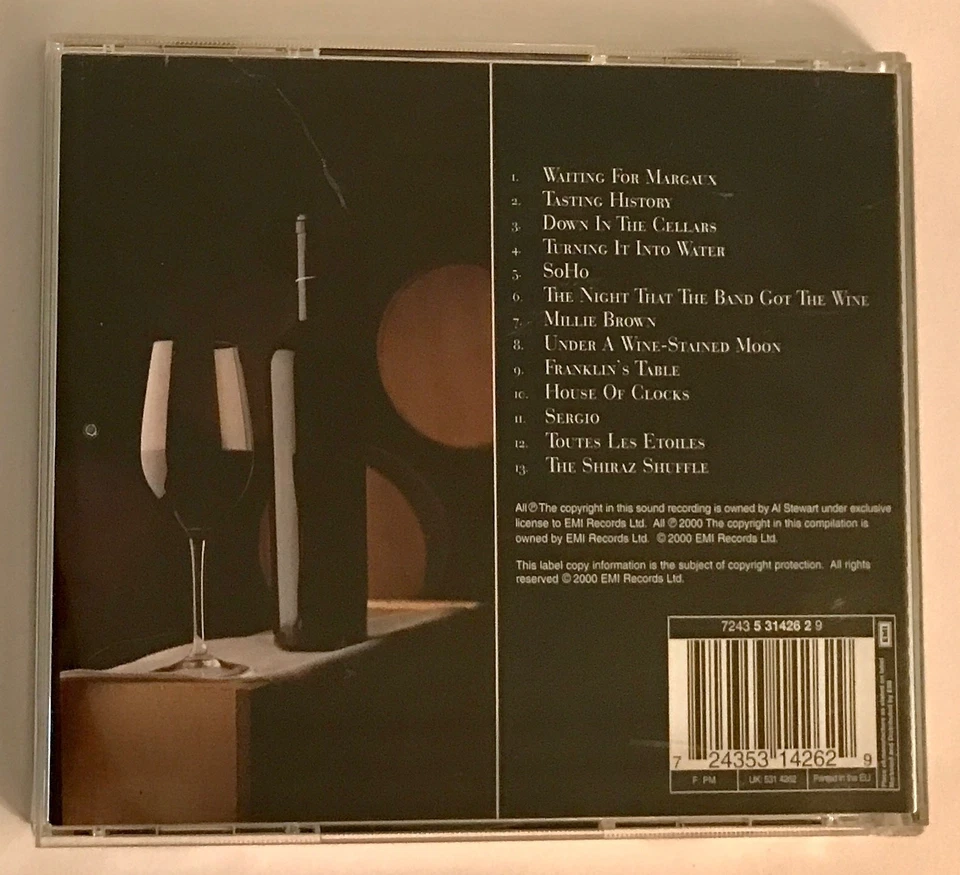 1. Waiting For Margaux
2. Tasting History
3. Down In The Cellars
4. Turning It Into Water
5. SoHo
6. The Night That The Band Got The Wine
7. Millie Brown
8. Under A Wine-Stained Moon
9. Franklin's Table
10. House Of Clocks
11. Sergio
12. Toutes Les Etoiles
13. The Shiraz Shuffle
All ℗ The copyright in this sound recording is owned by Al Stewart under exclusive
license to EMI Records Ltd. All ℗ 2000 The copyright in this compilation is
owned by EMI Records Ltd. © 2000 EMI Records Ltd.
This label copy information is the subject of copyright protection. All rights
reserved © 2000 EMI Records Ltd.
7243 5 31426 2 9
EMI
7 24353 14262 9
F PM
UK: 531 4262
Printed in the EU
Marketed and Distributed by EMI